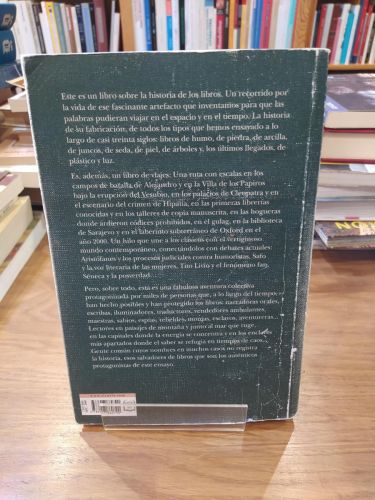 Este es un libro sobre la historia de los libros. Un recorrido por
la vida de ese fascinante artefacto que inventamos para que las
palabras pudieran viajar en el espacio y en el tiempo. La historia
de su fabricación, de todos los tipos que hemos ensayado a lo
largo de casi treinta siglos: libros de humo, de piedra, de arcilla,
de juncos, de seda, de piel, de árboles y, los últimos llegados, de
plástico y luz.
Es, además, un libro de viajes. Una ruta con escalas en los
campos de batalla de Alejandro y en la Villa de los Papiros
bajo la erupción del Vesubio, en los palacios de Cleopatra y en
el escenario del crimen de Hipatia, en las primeras librerías
conocidas y en los talleres de copia manuscrita, en las hogueras
donde ardieron códices prohibidos, en el gulag, en la biblioteca
de Sarajevo y en el laberinto subterráneo de Oxford en el
año 2000. Un hilo que une a los clásicos con el vertiginoso
mundo contemporáneo, conectándolos con debates actuales:
Aristófanes y los procesos judiciales contra humoristas, Safo
y la voz literaria de las mujeres, Tito Livio y el fenómeno fan,
Séneca y la posverdad...
Pero, sobre todo, esta es una fabulosa aventura colectiva
protagonizada por miles de personas que, a lo largo del tiempo,
han hecho posibles y han protegido los libros: narradoras orales,
escribas, iluminadores, traductores, vendedores ambulantes,
maestras, sabios, espías, rebeldes, monjas, esclavos, aventureras...
Lectores en paisajes de montaña y junto al mar que ruge,
en las capitales donde la energía se concentra y en los enclaves
más apartados donde el saber se refugia en tiempos de caos.
Gente común cuyos nombres en muchos casos no registra
la historia, esos salvadores de libros que son los auténticos
protagonistas de este ensayo.